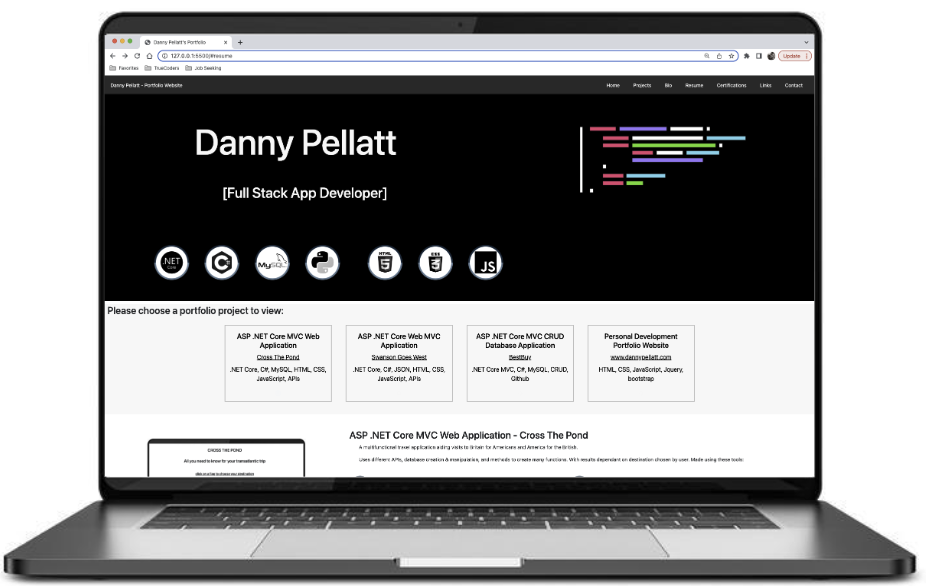 Danny Pellatt's Portfolio
127.0.0.1:5500/#resume
Update
Favorites TrueCoders Job Seeking
Danny Pellatt - Portfolio Website
Home Projects Bio Resume Certifications Links Contact
Danny Pellatt
[Full Stack App Developer]
.NET Core
C#
MySQL
HTML 5
CSS 3
JS
Please choose a portfolio project to view:
ASP .NET Core MVC Web
Application
Cross The Pond
.NET Core, C#, MySQL, HTML, CSS,
JavaScript, APIs
ASP .NET Core Web MVC
Application
Swanson Goes West
.NET Core, C#, JSON, HTML, CSS,
JavaScript, APIs
ASP .NET Core MVC CRUD
Database Application
BestBuy
.NET Core MVC, C#, MySQL, CRUD,
Github
Personal Development
Portfolio Website
www.dannypellatt.com
HTML, CSS, JavaScript, Jquery,
bootstrap
CROSS THE POND
All you need to know for your transatlantic trip
ASP .NET Core MVC Web Application - Cross The Pond
A multifunctional travel application aiding visits to Britain for Americans and America for the British.
Uses different APIs, database creation & manipulation, and methods to create many functions. With results dependant on destination chosen by user. Made using these tools: